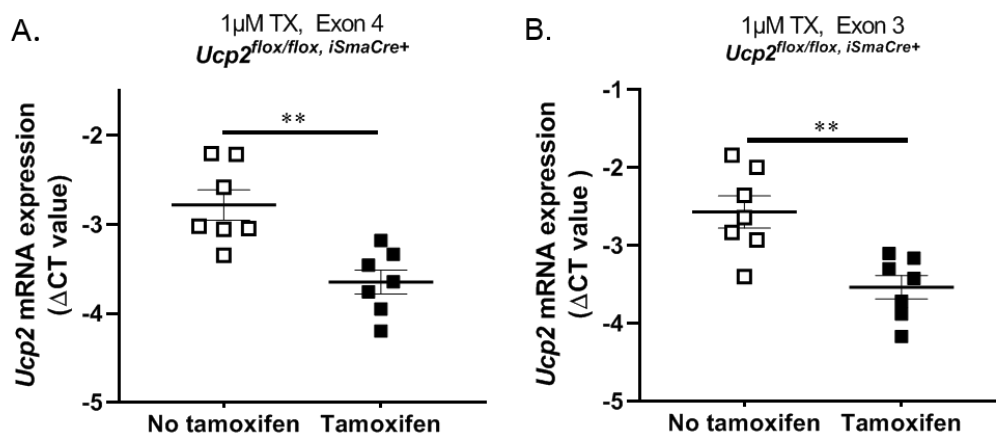 A.
1µM TX, Exon 4
Ucp2flox/flox, iSmaCre+
**
Ucp2 mRNA expression
(ΔCT value)
-2
-3
-4
-5
No tamoxifen Tamoxifen
B.
1µM TX, Exon 3
Ucp2flox/flox, iSmaCre+
**
Ucp2 mRNA expression
(ΔCT value )
-1
-2
-3
-4
-5
No tamoxifen Tamoxifen